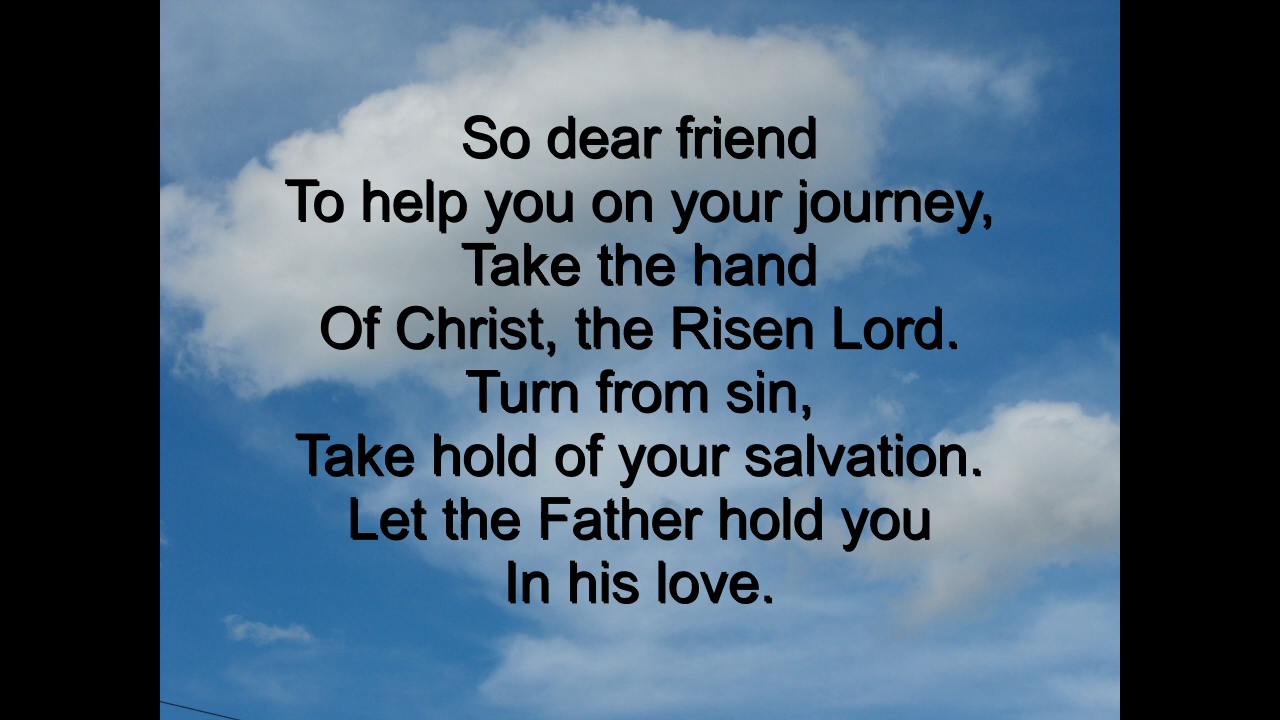 So dear friend
To help you on your journey,
Take the hand
Of Christ, the Risen Lord.
Turn from sin,
Take hold of your salvation.
Let the Father hold you
In his love.